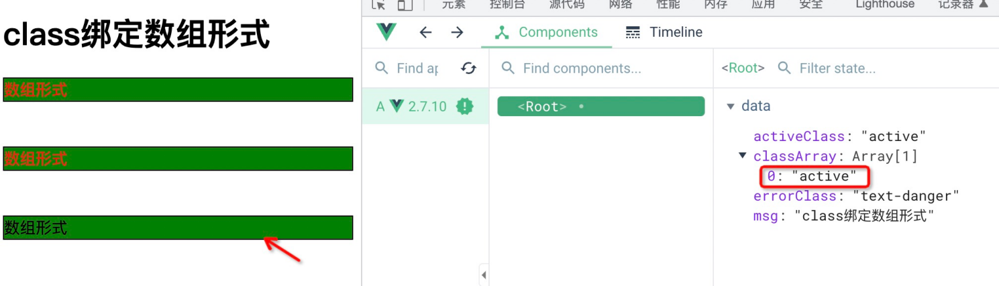 class绑定数组形式
数组形式
数组形式
数组形式
元素 控制台 源代码 网络 性能 内存 应用 安全 Lighthouse 记录器
Components Timeline
Find ap Find components... <Root> Filter state...
A 2.7.10 <Root>
data
activeClass: "active"
classArray: Array[1]
0: "active"
errorClass: "text-danger"
msg: "class绑定数组形式"